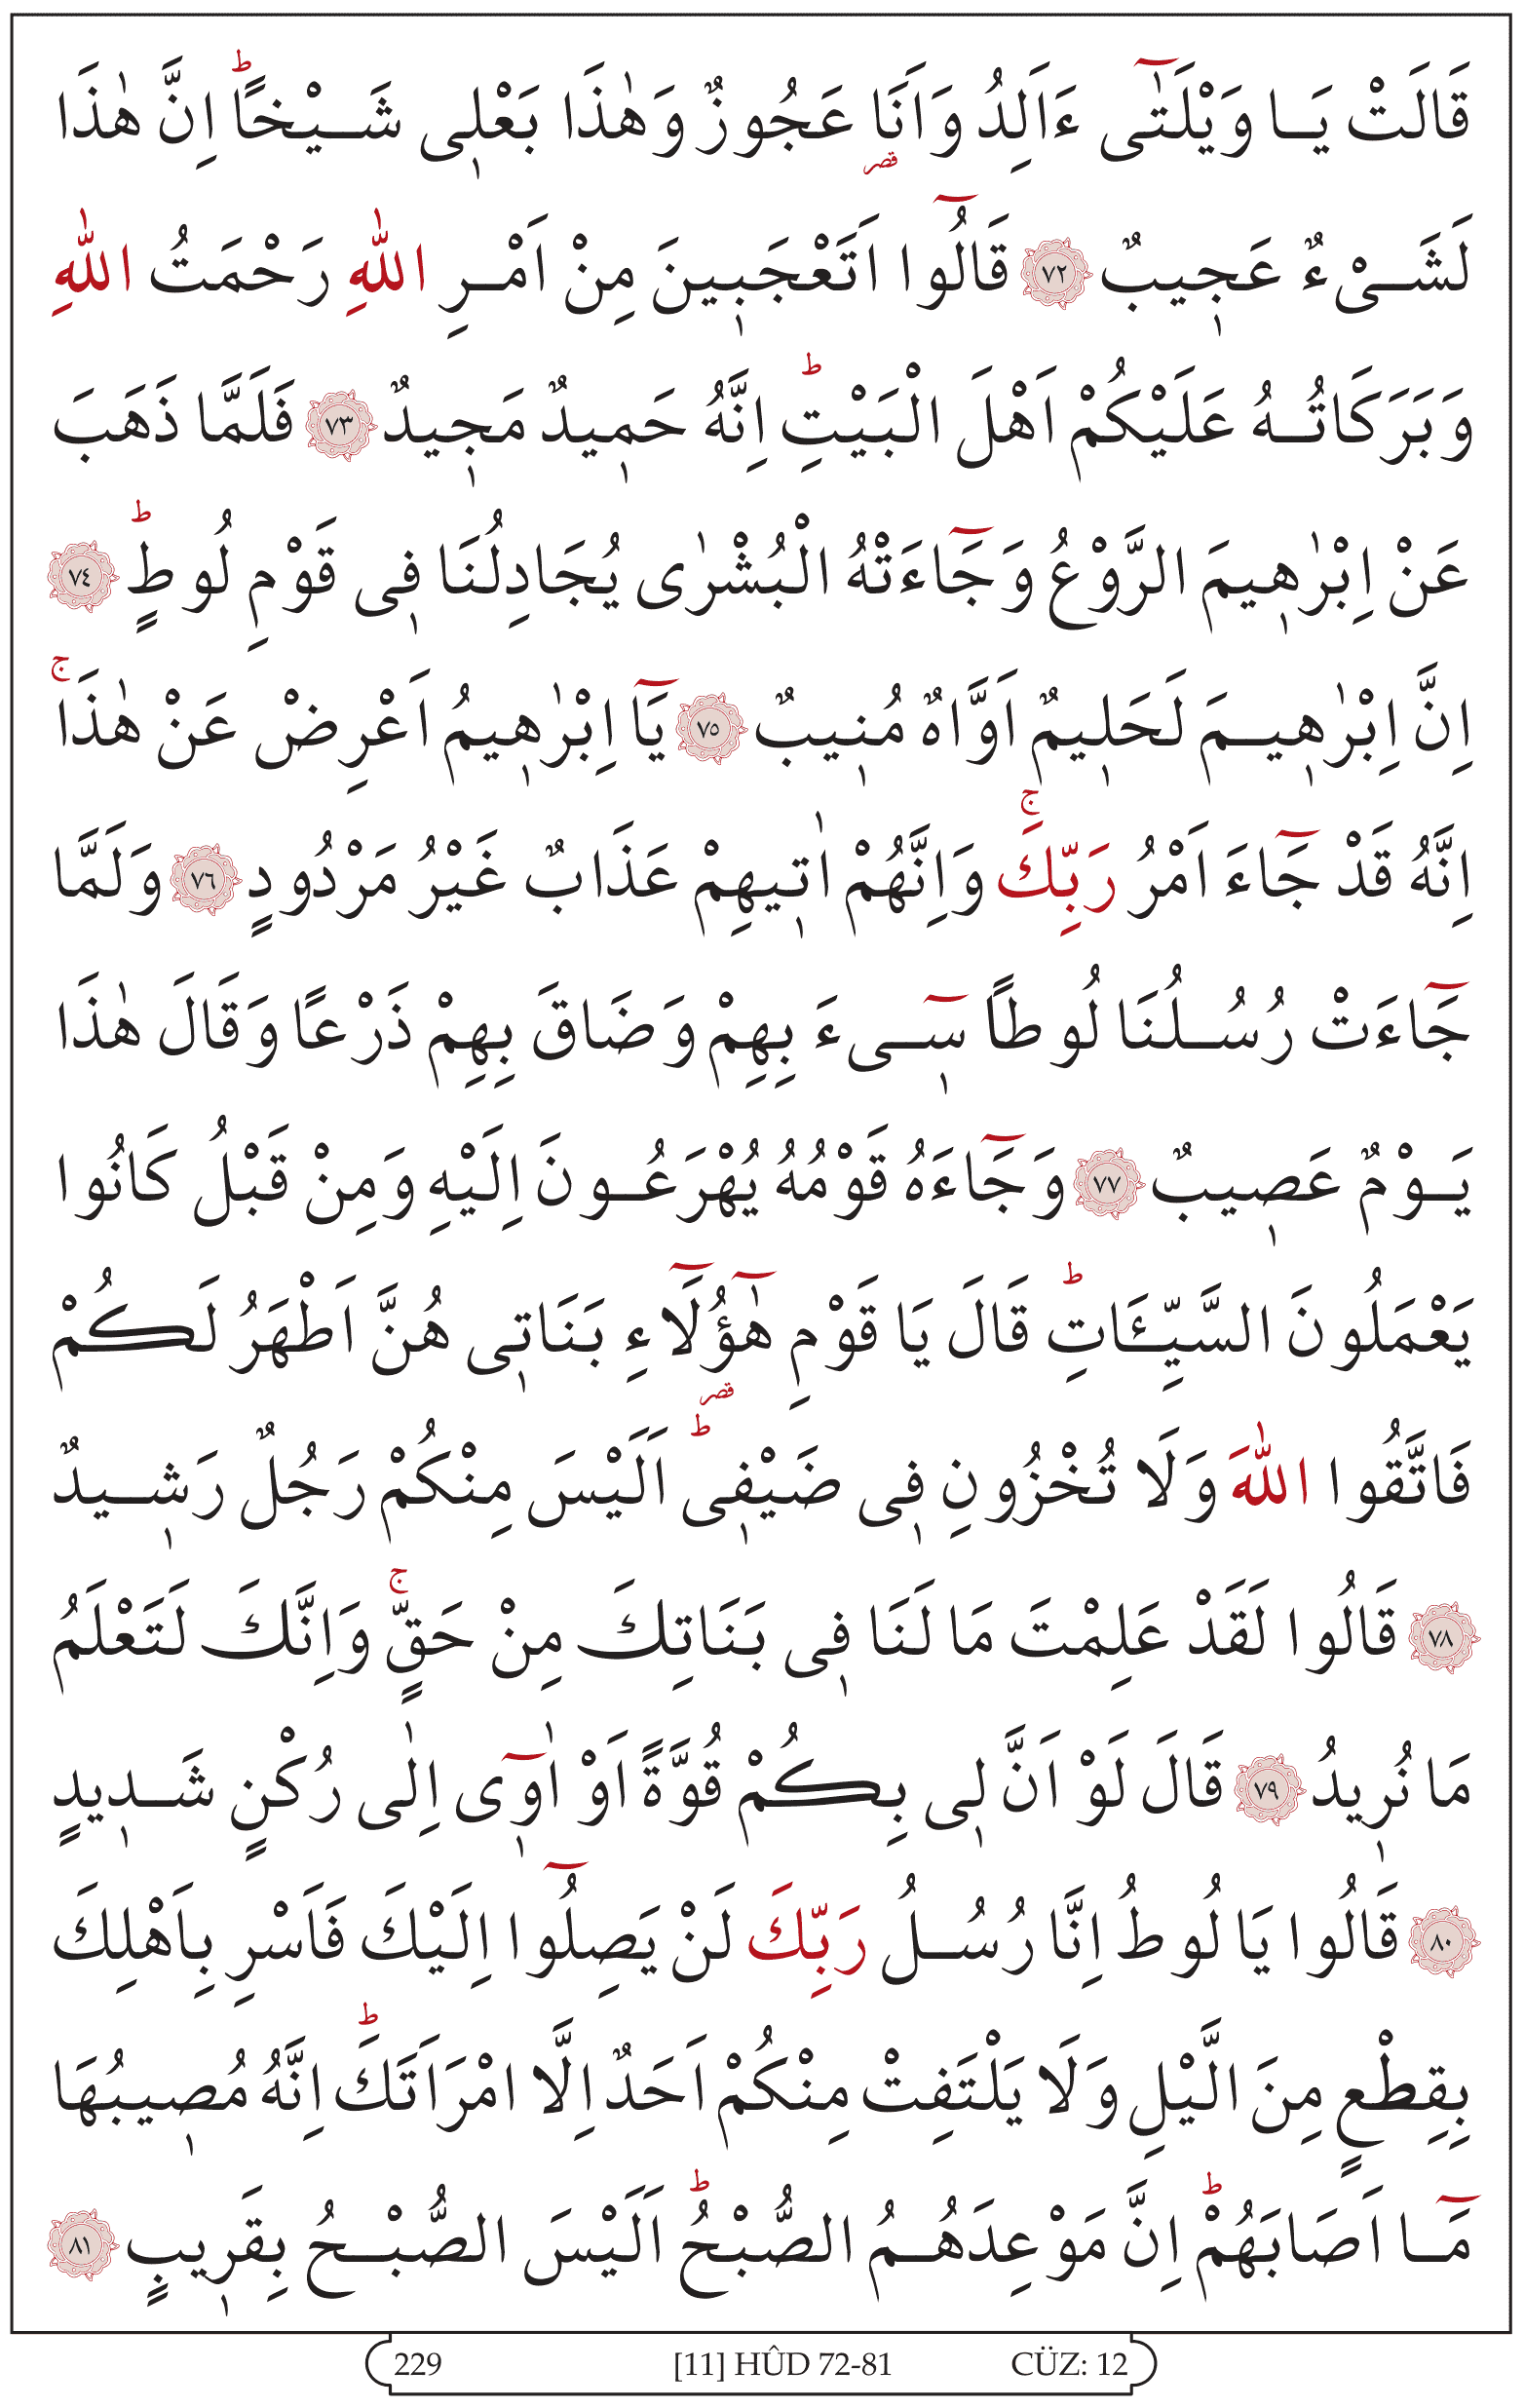 قَالَتْ يَا وَيْلَتٰٓى ءَاَلِدُ وَاَنَا۬ عَجُوزٌ وَهٰذَا بَعْلٖى شَيْخًاؕ اِنَّ هٰذَا
قصر
لَشَىْءٌ عَجٖيبٌ ﴿٧٢﴾ قَالُٓوا اَتَعْجَبٖينَ مِنْ اَمْرِ اللّٰهِ رَحْمَتُ اللّٰهِ
وَبَرَكَاتُهُ عَلَيْكُمْ اَهْلَ الْبَيْتِؕ اِنَّهُ حَمٖيدٌ مَجٖيدٌ ﴿٧٣﴾ فَلَمَّا ذَهَبَ
عَنْ اِبْرٰهٖيمَ الرَّوْعُ وَجَٓاءَتْهُ الْبُشْرٰى يُجَادِلُنَا فٖى قَوْمِ لُوطٍؕ ﴿٧٤﴾
اِنَّ اِبْرٰهٖيمَ لَحَلٖيمٌ اَوَّاهٌ مُنٖيبٌ ﴿٧٥﴾ يَٓا اِبْرٰهٖيمُ اَعْرِضْ عَنْ هٰذَاۚ
اِنَّهُ قَدْ جَٓاءَ اَمْرُ رَبِّكَۚ وَاِنَّهُمْ اٰتٖيهِمْ عَذَابٌ غَيْرُ مَرْدُودٍ ﴿٧٦﴾ وَلَمَّا
جَٓاءَتْ رُسُلُنَا لُوطًا سٖٓىءَ بِهِمْ وَضَاقَ بِهِمْ ذَرْعًا وَقَالَ هٰذَا
يَوْمٌ عَصٖيبٌ ﴿٧٧﴾ وَجَٓاءَهُ قَوْمُهُ يُهْرَعُونَ اِلَيْهِ وَمِنْ قَبْلُ كَانُوا
يَعْمَلُونَ السَّيِّـَٔاتِؕ قَالَ يَا قَوْمِ هٰٓؤُ۬لَٓاءِ بَنَاتٖى هُنَّ اَطْهَرُ لَكُمْ
قصر
فَاتَّقُوا اللّٰهَ وَلَا تُخْزُونِ فٖى ضَيْفٖىؕ اَلَيْسَ مِنْكُمْ رَجُلٌ رَشٖيدٌ
﴿٧٨﴾ قَالُوا لَقَدْ عَلِمْتَ مَا لَنَا فٖى بَنَاتِكَ مِنْ حَقٍّۚ وَاِنَّكَ لَتَعْلَمُ
مَا نُرٖيدُ ﴿٧٩﴾ قَالَ لَوْ اَنَّ لٖى بِكُمْ قُوَّةً اَوْ اٰوٖٓى اِلٰى رُكْنٍ شَدٖيدٍ
﴿٨٠﴾ قَالُوا يَا لُوطُ اِنَّا رُسُلُ رَبِّكَ لَنْ يَصِلُٓوا اِلَيْكَ فَاَسْرِ بِاَهْلِكَ
بِقِطْعٍ مِنَ الَّيْلِ وَلَا يَلْتَفِتْ مِنْكُمْ اَحَدٌ اِلَّا امْرَاَتَكَؕ اِنَّهُ مُصٖيبُهَا
مَٓا اَصَابَهُمْؕ اِنَّ مَوْعِدَهُمُ الصُّبْحُؕ اَلَيْسَ الصُّبْحُ بِقَرٖيبٍ ﴿٨١﴾
229 [11] HÛD 72-81 CÜZ: 12